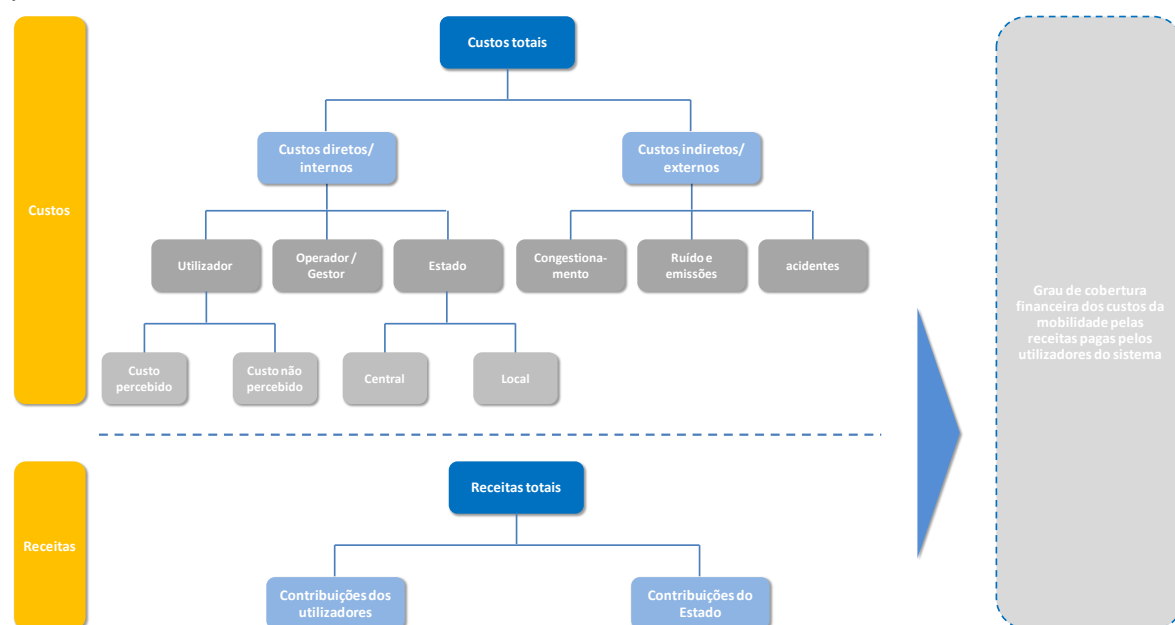 Custos
Custos totais
Custos diretos/
internos
Custos indiretos/
externos
Utilizador
Operador /
Gestor
Estado
Congestiona-
mento
Ruído e
emissões
acidentes
Custo
percebido
Custo não
percebido
Central
Local
Receitas
Receitas totais
Contribuições dos
utilizadores
Contribuições do
Estado
Grau de cobertura
financeira dos custos da
mobilidade pelas
receitas pagas pelos
utilizadores do sistema